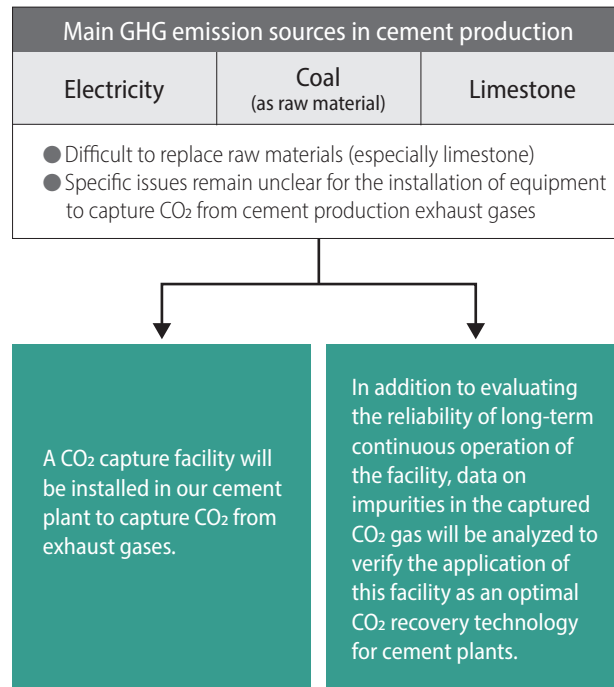 Main GHG emission sources in cement production
Electricity
Coal
(as raw material)
Limestone
● Difficult to replace raw materials (especially limestone)
● Specific issues remain unclear for the installation of equipment
to capture CO₂ from cement production exhaust gases
A CO₂ capture facility will
be installed in our cement
plant to capture CO₂ from
exhaust gases.
In addition to evaluating
the reliability of long-term
continuous operation of
the facility, data on
impurities in the captured
CO₂ gas will be analyzed to
verify the application of
this facility as an optimal
CO₂ recovery technology
for cement plants.